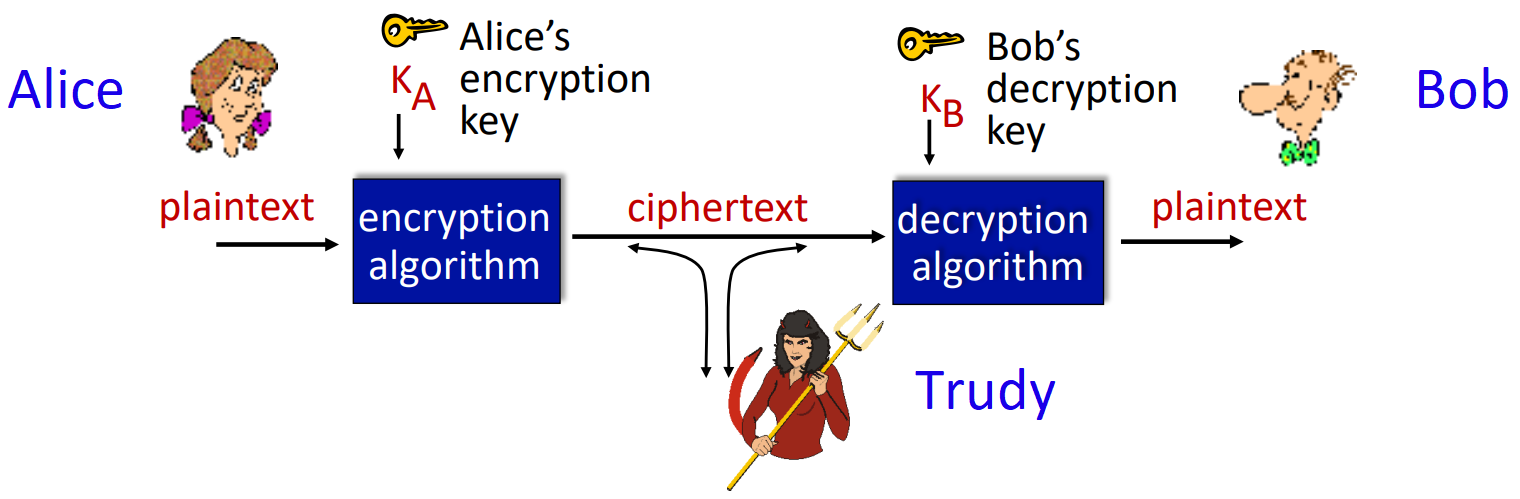 Alice
K_A
Alice's
encryption
key
K_B
Bob's
decryption
key
Bob
plaintext
encryption
algorithm
ciphertext
decryption
algorithm
plaintext
Trudy